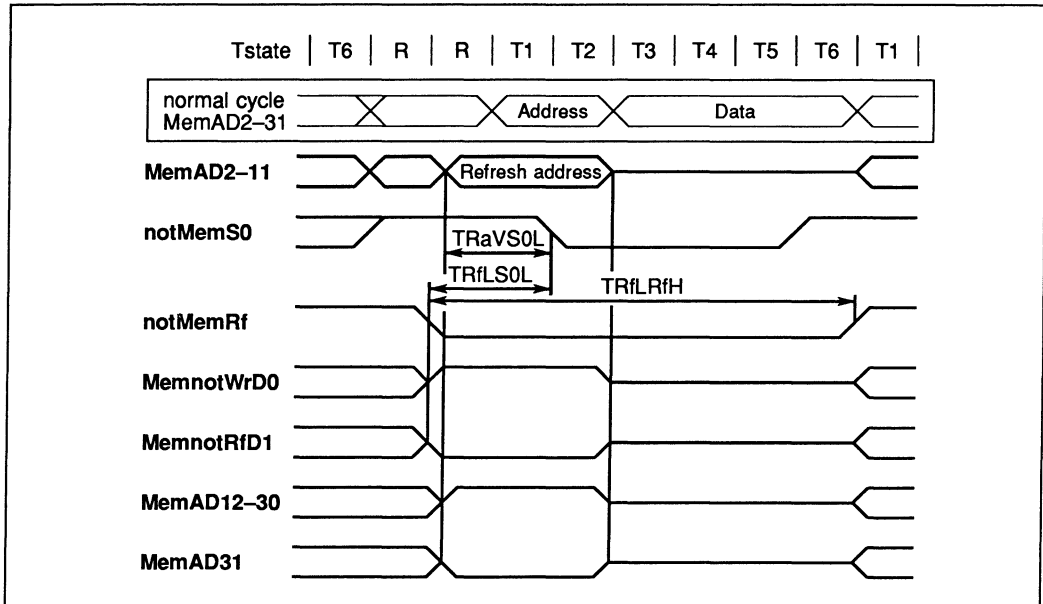 Tstate | T6 | R | R | T1 | T2 | T3 | T4 | T5 | T6 | T1 |
normal cycle
MemAD2–31
Address
Data
MemAD2–11
Refresh address
notMemS0
TRaVS0L
TRfLS0L
TRfLRfH
notMemRf
MemnotWrD0
MemnotRfD1
MemAD12–30
MemAD31